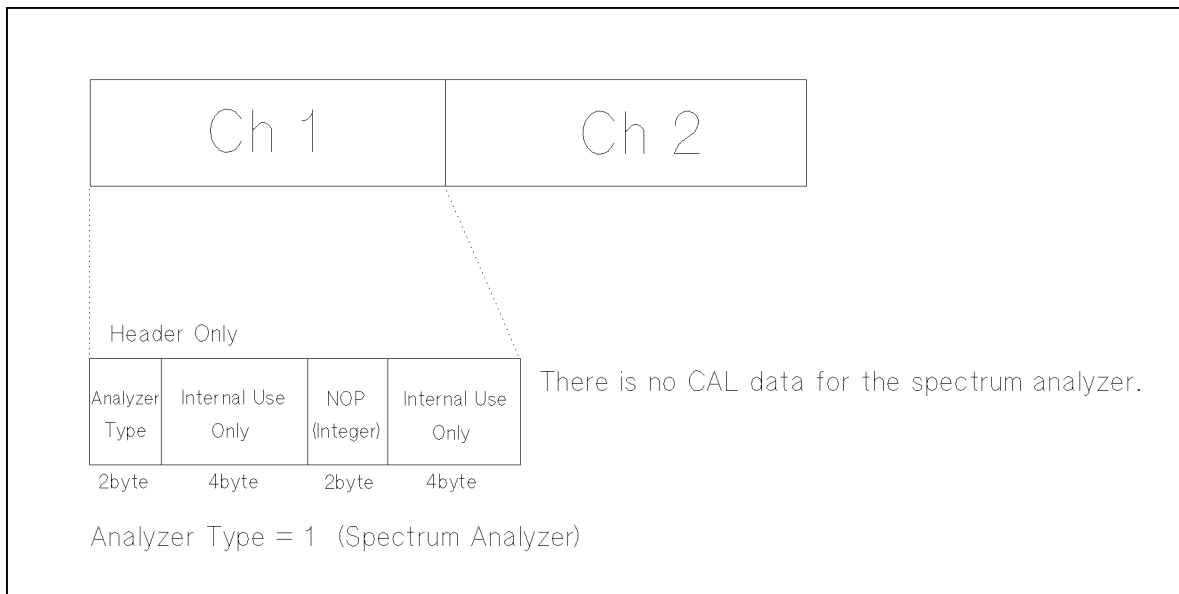 Ch 1
Ch 2
Header Only
Analyzer Type
Internal Use Only
NOP (Integer)
Internal Use Only
There is no CAL data for the spectrum analyzer.
2byte
4byte
2byte
4byte
Analyzer Type = 1 (Spectrum Analyzer)